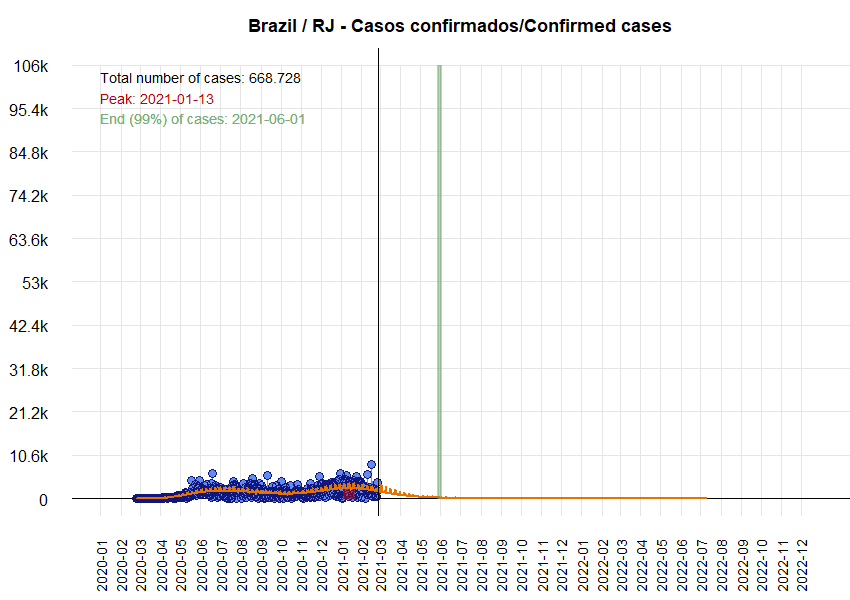 Brazil / RJ - Casos confirmados/Confirmed cases
106k
95.4k
84.8k
74.2k
63.6k
53k
42.4k
31.8k
21.2k
10.6k
0
Total number of cases: 668.728
Peak: 2021-01-13
End (99%) of cases: 2021-06-01
2020-01
2020-02
2020-03
2020-04
2020-05
2020-06
2020-07
2020-08
2020-09
2020-10
2020-11
2020-12
2021-01
2021-02
2021-03
2021-04
2021-05
2021-06
2021-07
2021-08
2021-09
2021-10
2021-11
2021-12
2022-01
2022-02
2022-03
2022-04
2022-05
2022-06
2022-07
2022-08
2022-09
2022-10
2022-11
2022-12